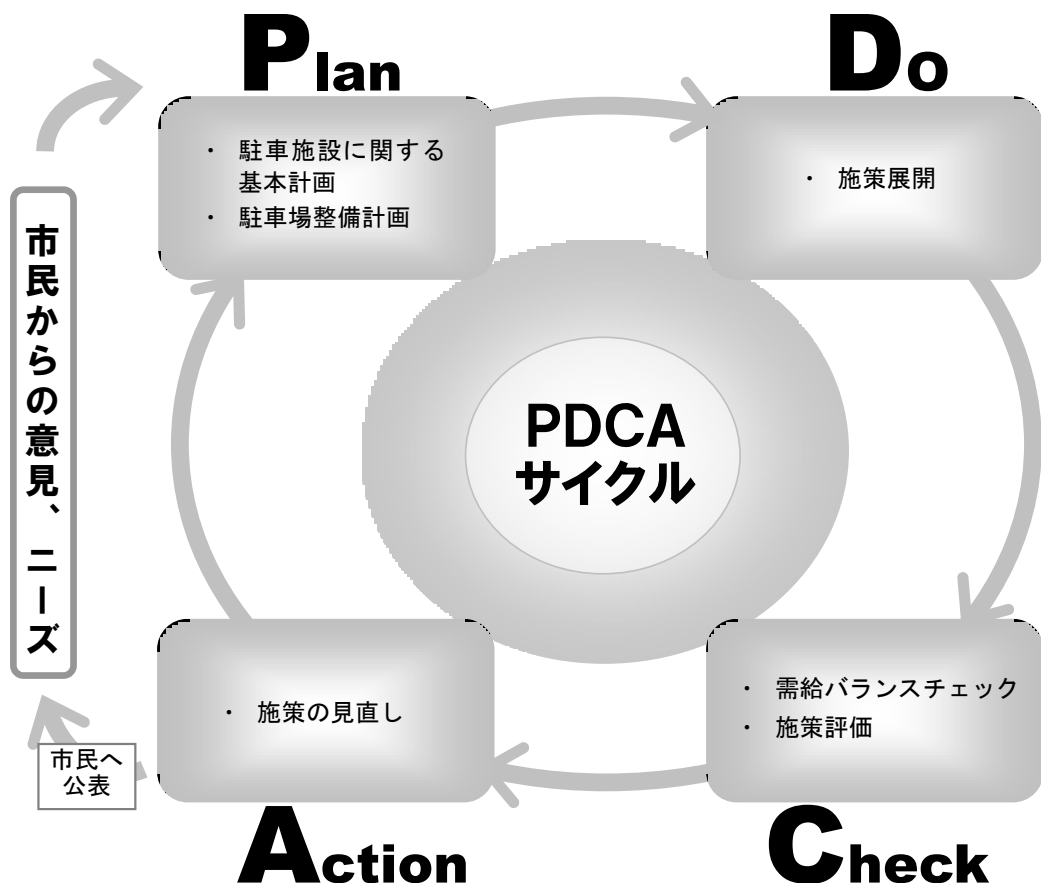 Plan
・ 駐車施設に関する
基本計画
・ 駐車場整備計画
Do
・ 施策展開
市民からの意見、ニーズ
PDCA
サイクル
・ 施策の見直し
市民へ
公表
Action
・ 需給バランスチェック
・ 施策評価
Check